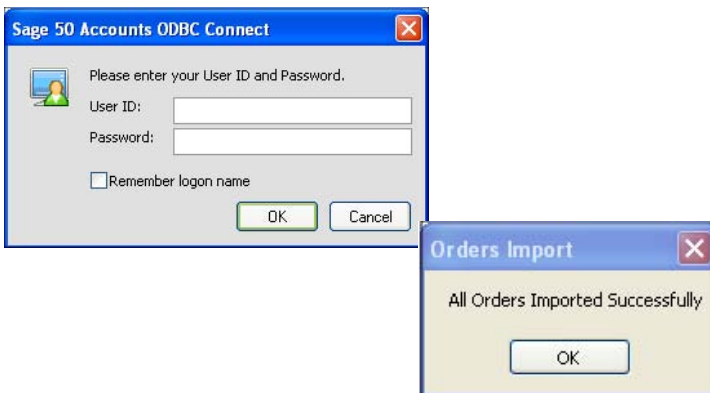 Sage 50 Accounts ODBC Connect
Please enter your User ID and Password.
User ID:
Password:
Remember logon name
OK Cancel
Orders Import
All Orders Imported Successfully
OK